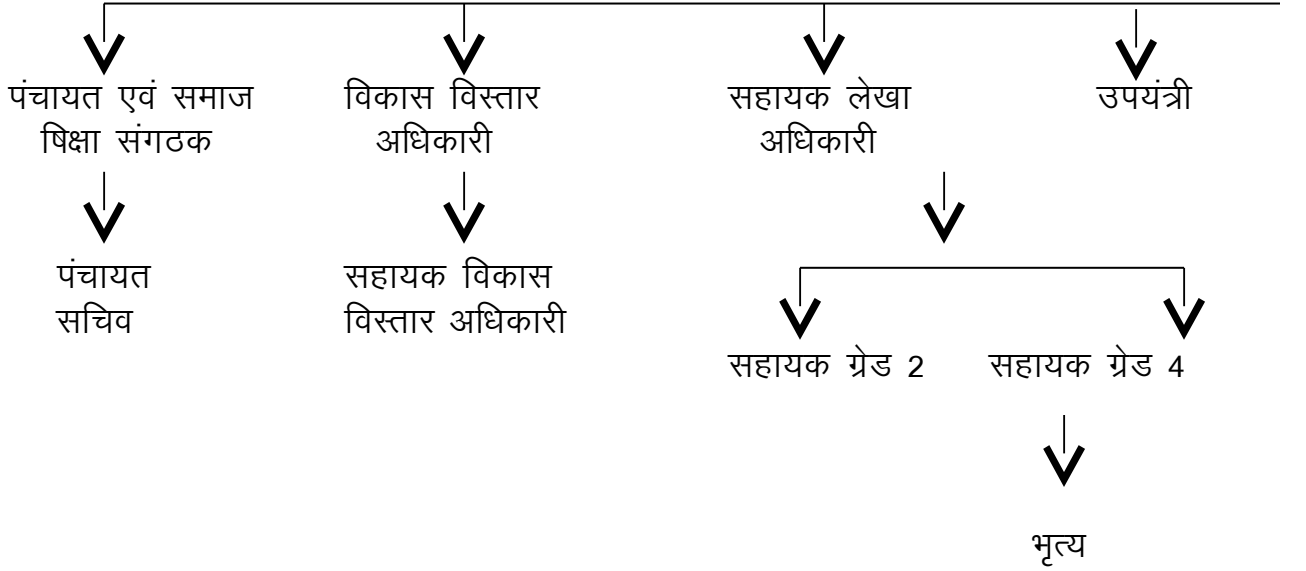 पंचायत एवं समाज
षिक्षा संगठक
विकास विस्तार
अधिकारी
सहायक लेखा
अधिकारी
उपयंत्री
पंचायत
सचिव
सहायक विकास
विस्तार अधिकारी
सहायक ग्रेड 2
सहायक ग्रेड 4
भृत्य